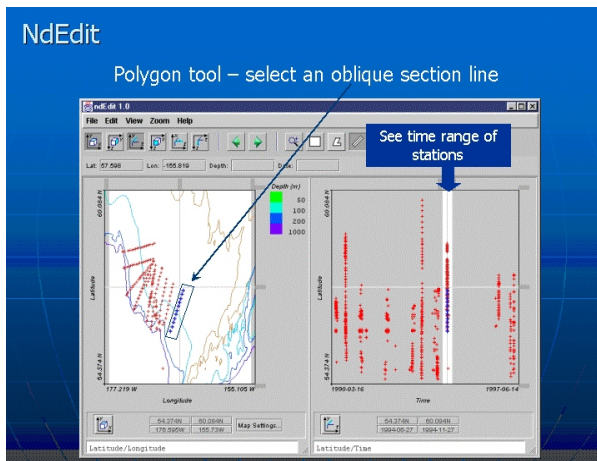 NdEdit
Polygon tool – select an oblique section line
ndEdit 1.0
File Edit View Zoom Help
See time range of
stations
Lat: 57.598 Lon: -155.819 Depth: Date:
Depth (m)
50
100
200
1000
60.084 N
Latitude
54.374 N
177.219 W 155.105 W
Longitude
60.084 N
Latitude
54.374 N
1990-03-16 1997-06-14
Time
54.374N 60.084N
176.595W 155.73W
Map Settings...
54.374N 60.084N
1994-06-27 1994-11-27
Latitude/Longitude
Latitude/Time